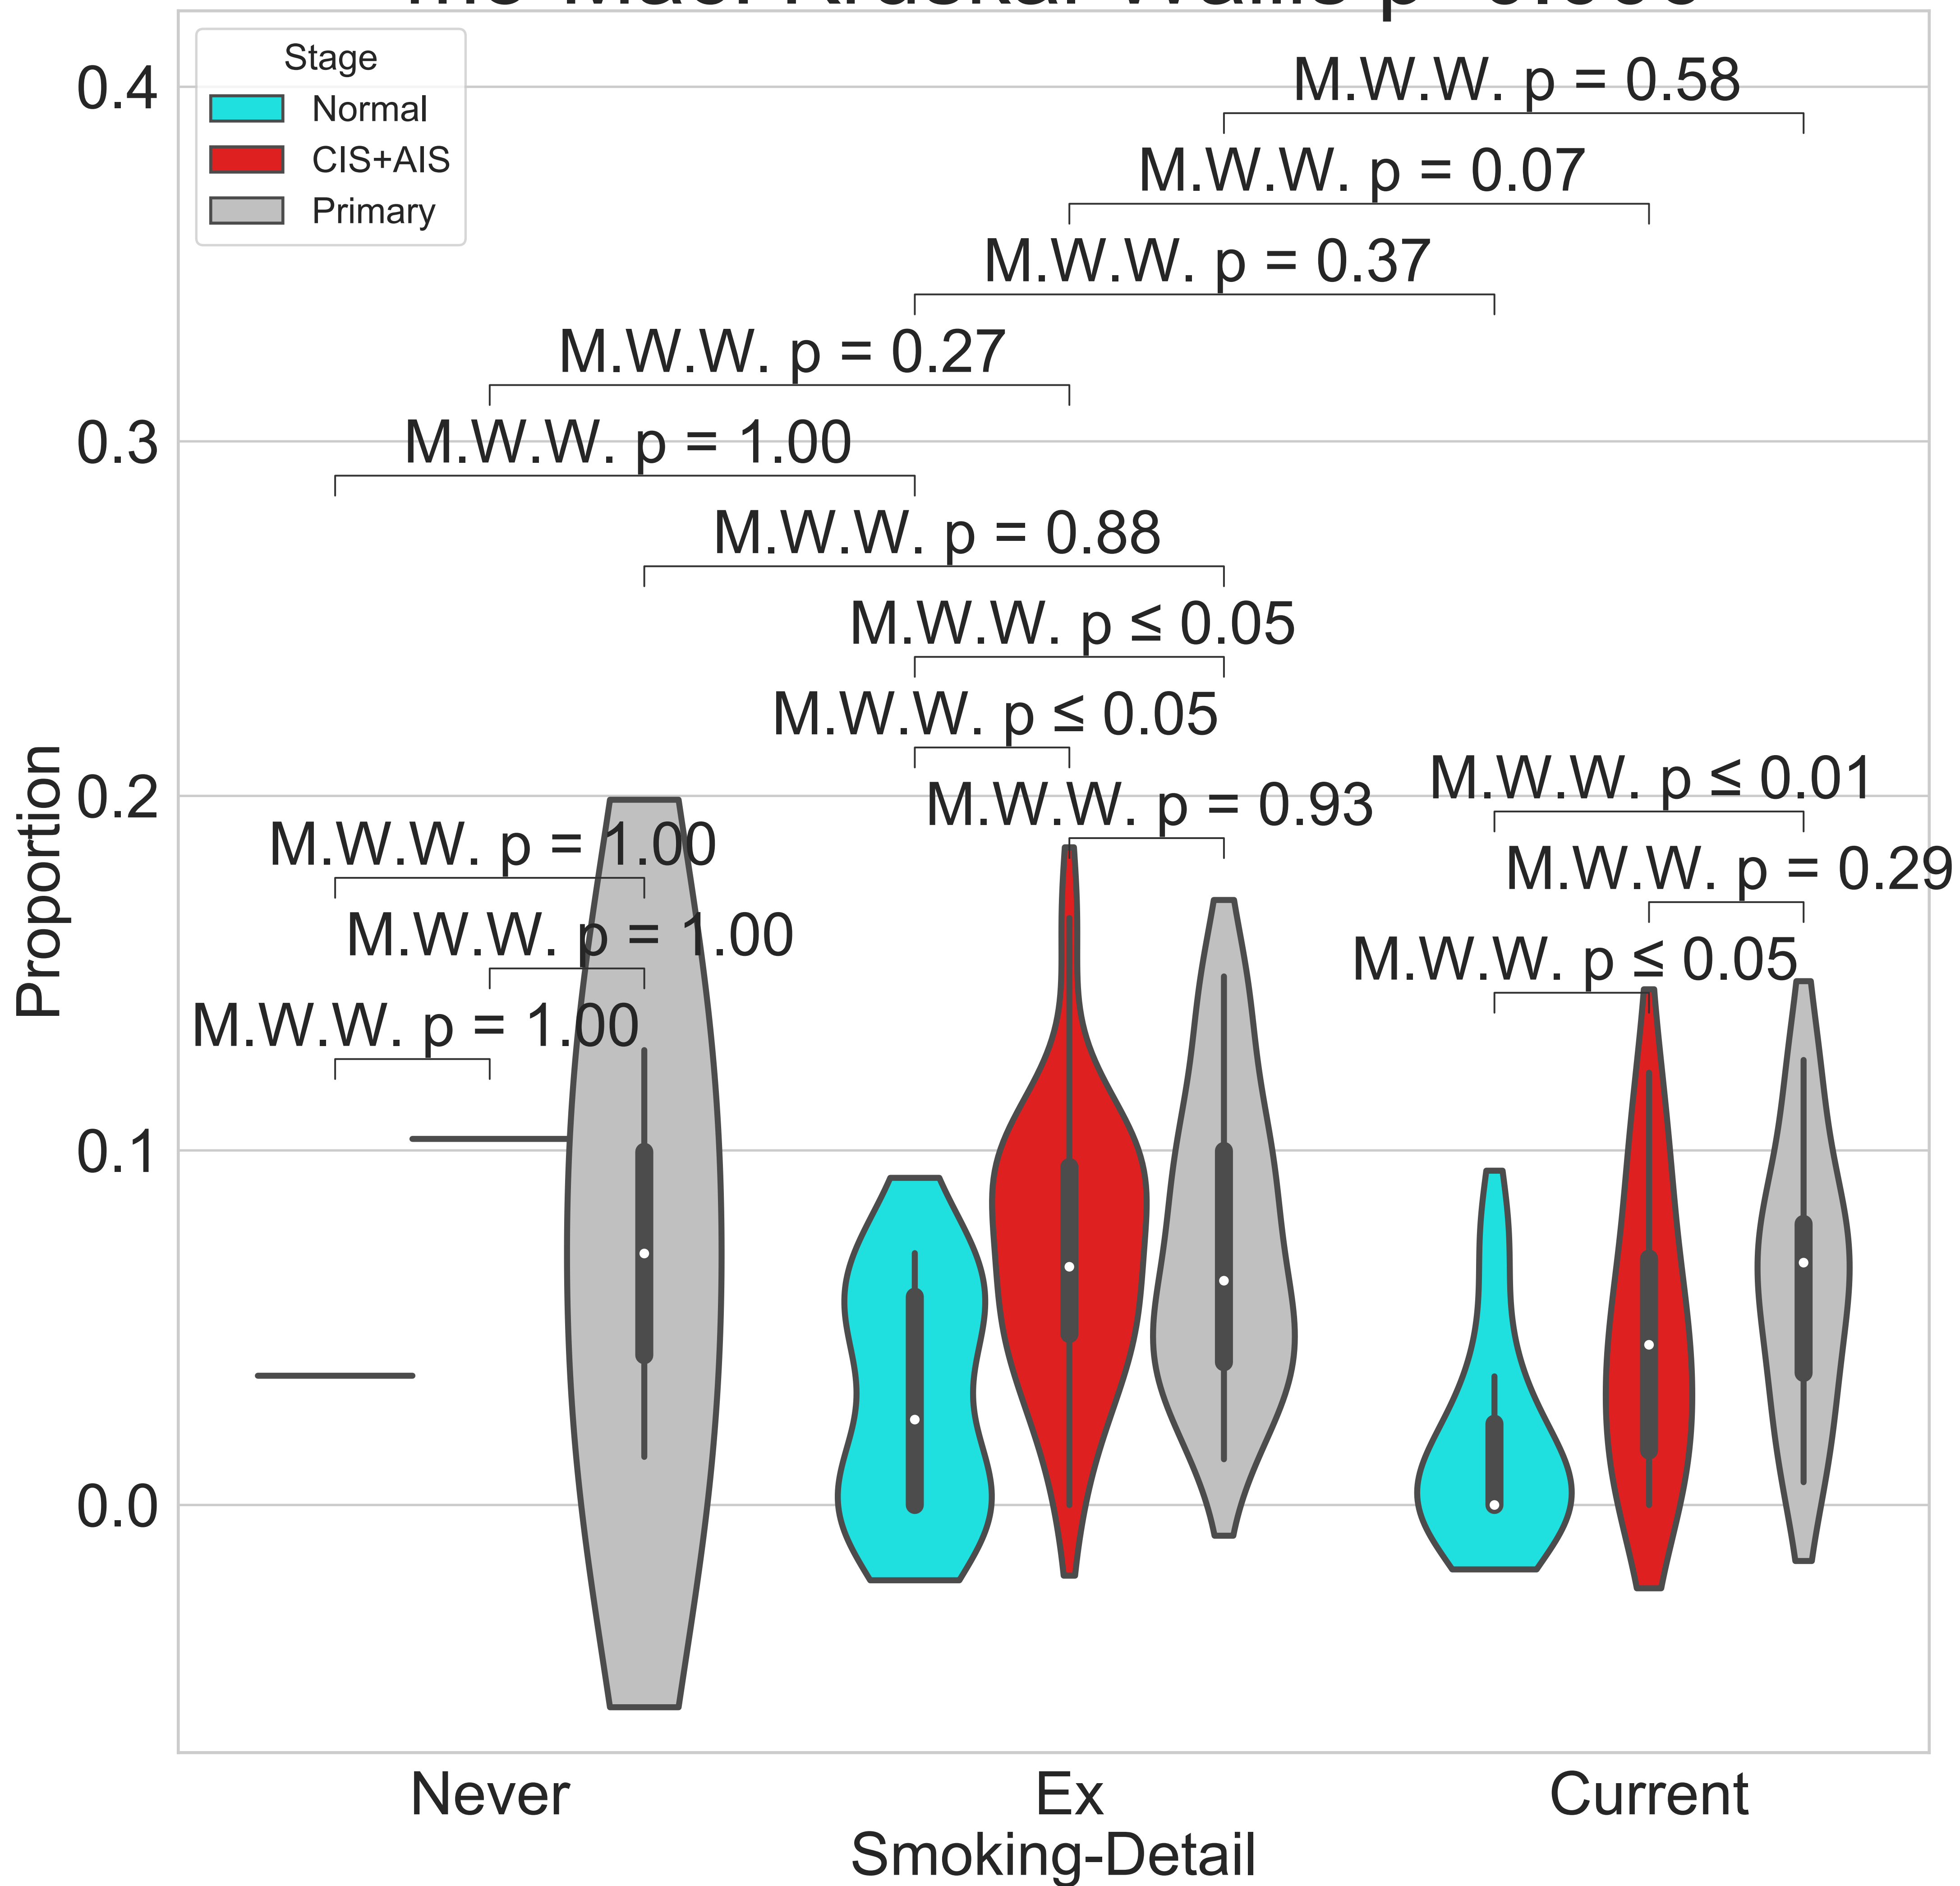 Stage
Normal
CIS+AIS
Primary
0.4
0.3
0.2
0.1
0.0
Proportion
M.W.W. p = 0.58
M.W.W. p = 0.07
M.W.W. p = 0.37
M.W.W. p = 0.27
M.W.W. p = 1.00
M.W.W. p = 0.88
M.W.W. p ≤ 0.05
M.W.W. p ≤ 0.05
M.W.W. p = 0.93
M.W.W. p ≤ 0.01
M.W.W. p = 1.00
M.W.W. p = 0.29
M.W.W. p = 1.00
M.W.W. p ≤ 0.05
M.W.W. p = 1.00
Never
Ex
Current
Smoking-Detail